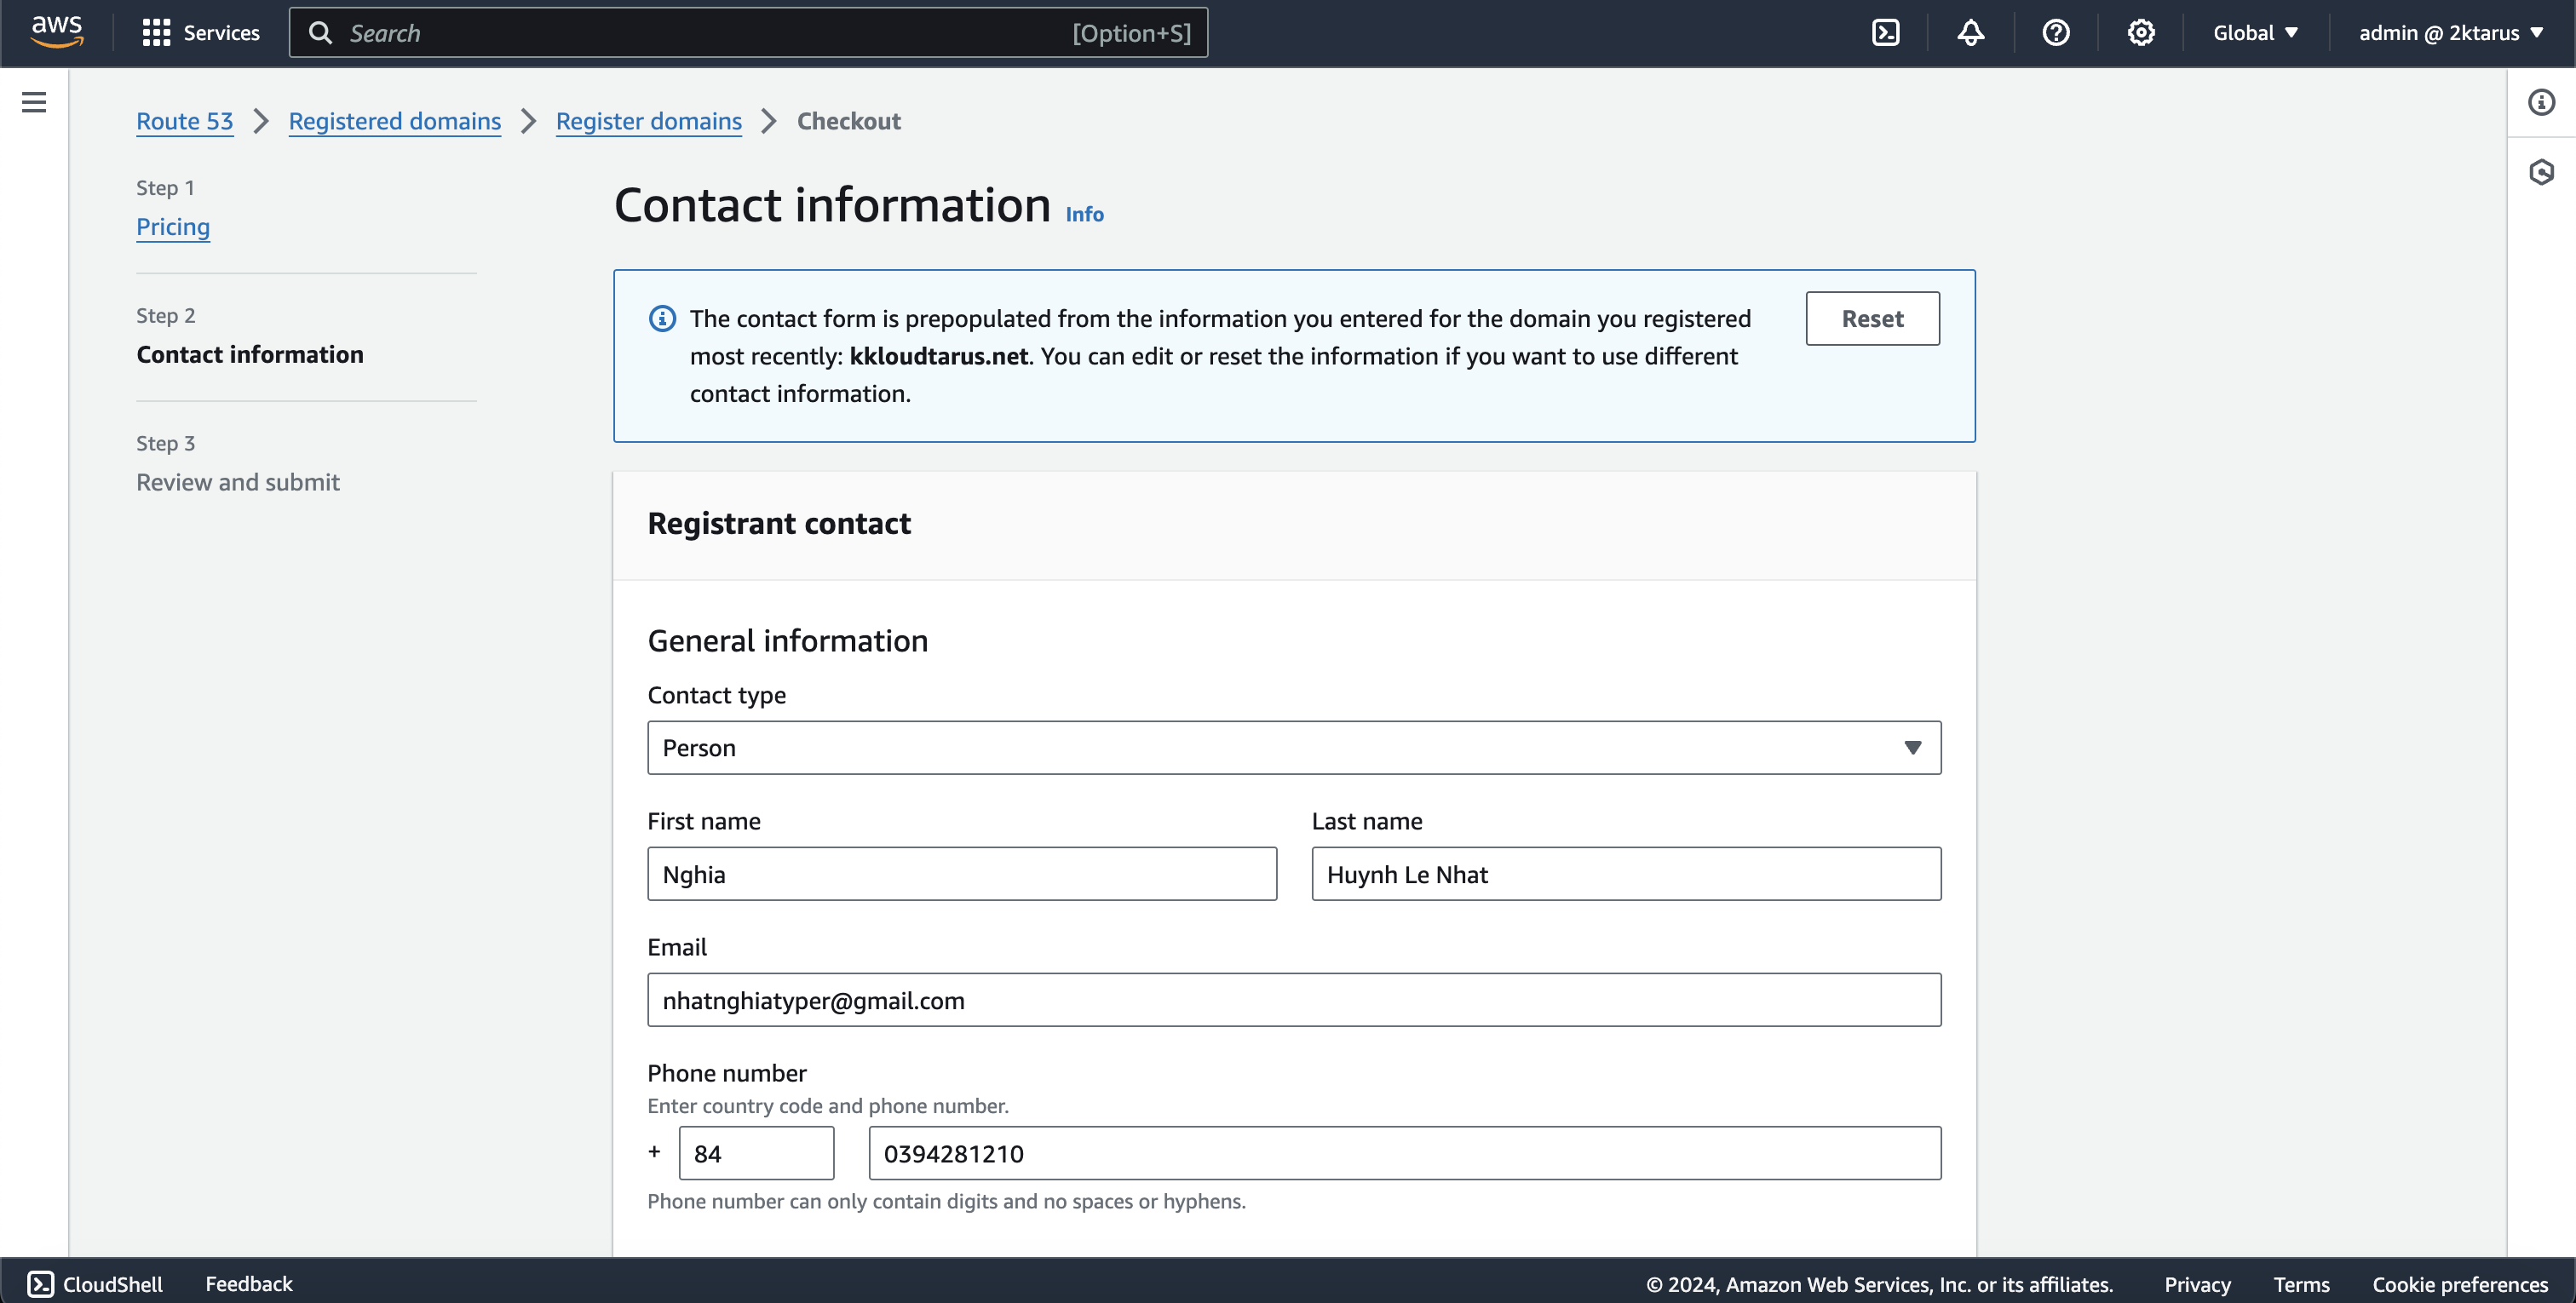 aws
Services
Search
[Option+S]
Global
admin @ 2ktarus
Route 53
Registered domains
Register domains
Checkout
Step 1
Pricing
Step 2
Contact information
Step 3
Review and submit
Contact information Info
The contact form is prepopulated from the information you entered for the domain you registered
most recently: kkloudtarus.net. You can edit or reset the information if you want to use different
contact information.
Reset
Registrant contact
General information
Contact type
Person
First name
Last name
Nghia
Huynh Le Nhat
Email
nhatnghiatyper@gmail.com
Phone number
Enter country code and phone number.
+ 84 0394281210
Phone number can only contain digits and no spaces or hyphens.
CloudShell
Feedback
© 2024, Amazon Web Services, Inc. or its affiliates.
Privacy
Terms
Cookie preferences